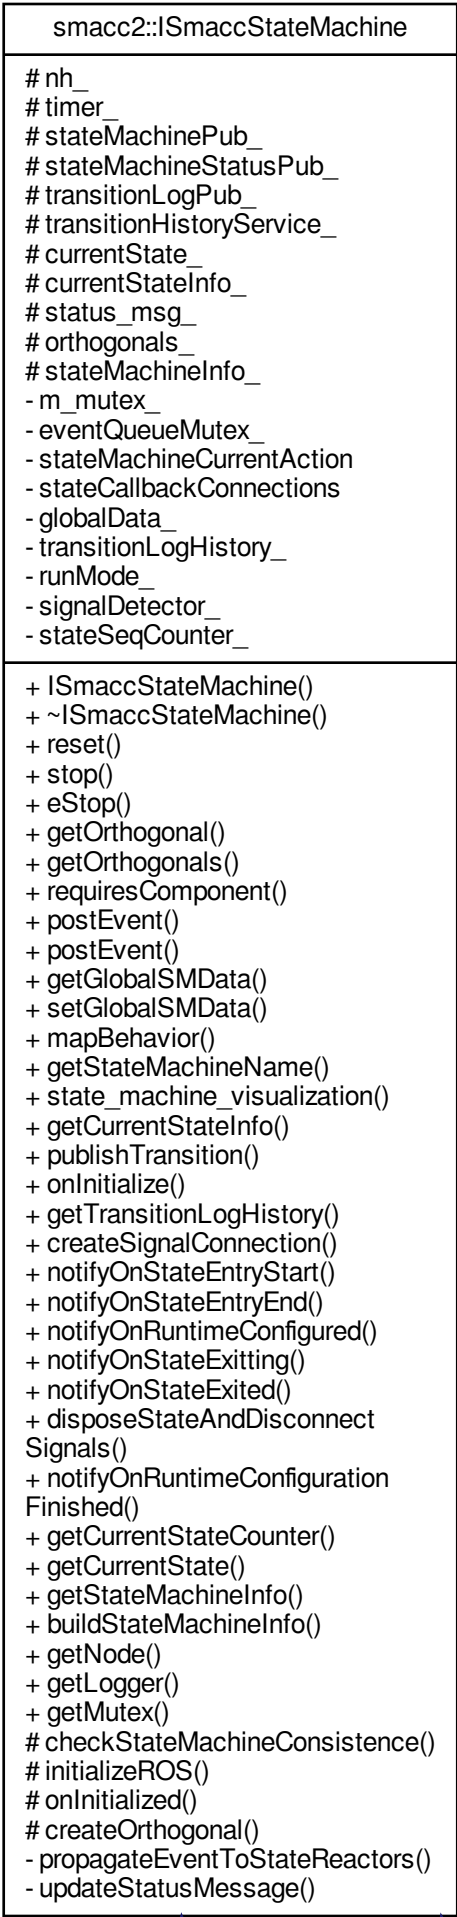 smacc2::ISmaccStateMachine
# nh_
# timer_
# stateMachinePub_
# stateMachineStatusPub_
# transitionLogPub_
# transitionHistoryService_
# currentState_
# currentStateInfo_
# status_msg_
# orthogonals_
# stateMachineInfo_
- m_mutex_
- eventQueueMutex_
- stateMachineCurrentAction
- stateCallbackConnections
- globalData_
- transitionLogHistory_
- runMode_
- signalDetector_
- stateSeqCounter_
+ ISmaccStateMachine()
+ ~ISmaccStateMachine()
+ reset()
+ stop()
+ eStop()
+ getOrthogonal()
+ getOrthogonals()
+ requiresComponent()
+ postEvent()
+ postEvent()
+ getGlobalSMData()
+ setGlobalSMData()
+ mapBehavior()
+ getStateMachineName()
+ state_machine_visualization()
+ getCurrentStateInfo()
+ publishTransition()
+ onInitialize()
+ getTransitionLogHistory()
+ createSignalConnection()
+ notifyOnStateEntryStart()
+ notifyOnStateEntryEnd()
+ notifyOnRuntimeConfigured()
+ notifyOnStateExitting()
+ notifyOnStateExited()
+ disposeStateAndDisconnect
Signals()
+ notifyOnRuntimeConfiguration
Finished()
+ getCurrentStateCounter()
+ getCurrentState()
+ getStateMachineInfo()
+ buildStateMachineInfo()
+ getNode()
+ getLogger()
+ getMutex()
# checkStateMachineConsistence()
# initializeROS()
# onInitialized()
# createOrthogonal()
- propagateEventToStateReactors()
- updateStatusMessage()